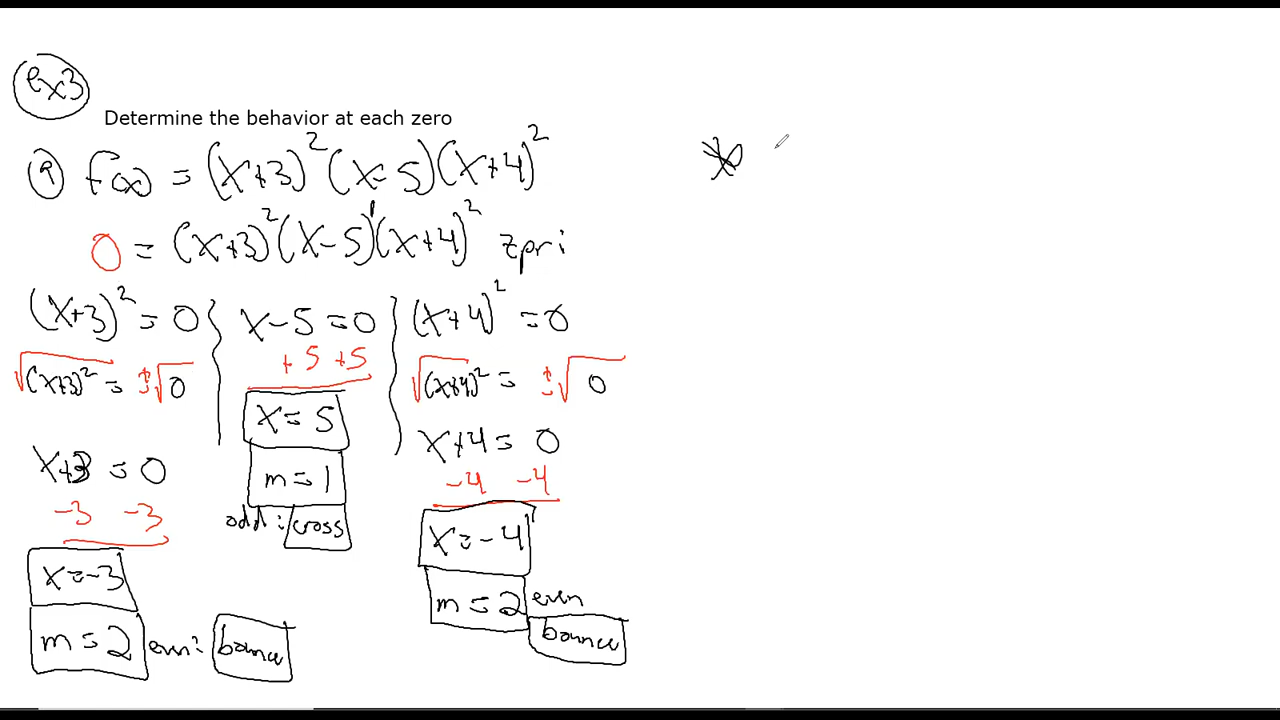 ex3
Determine the behavior at each zero
a) f(x) = (x+3)²(x-5)(x+4)²
0 = (x+3)²(x-5)¹(x+4)² zpri
(x+3)² = 0
√(x+3)² = ±√0
x+3 = 0
-3 -3
x=-3
m=2 even: bounce
x-5=0
+5 +5
x=5
m=1
odd: cross
(x+4)² = 0
√(x+4)² = ±√0
x+4=0
-4 -4
x=-4
m=2 even
bounce
*